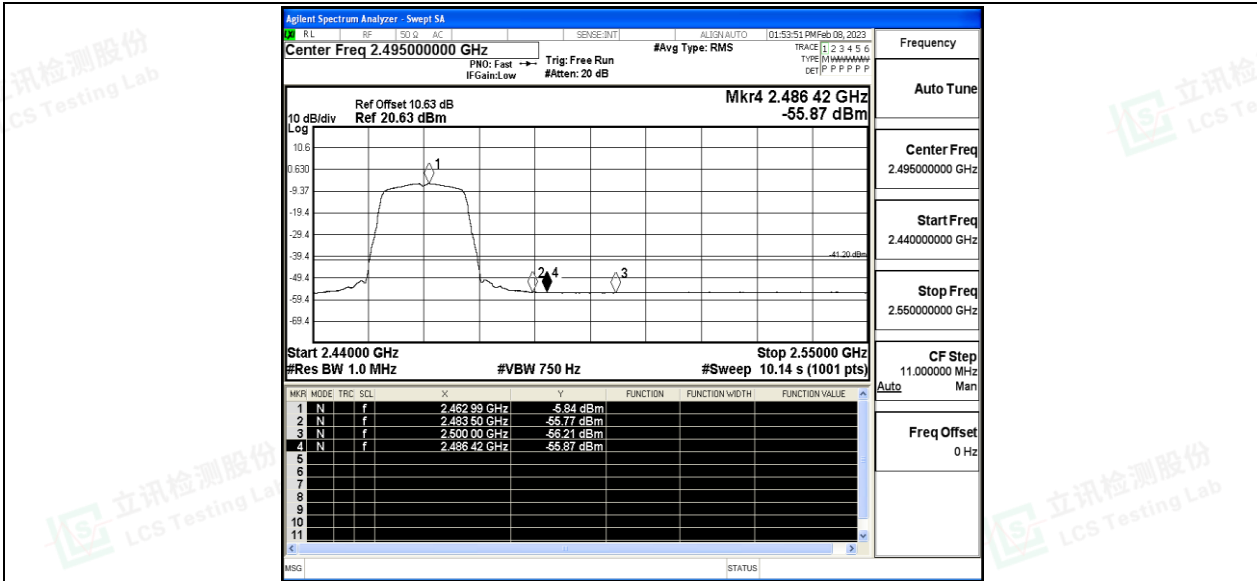 Agilent Spectrum Analyzer - Swept SA
RL RF 50 Ω AC SENSE:INT ALIGN AUTO 01:53:51 PM Feb 08, 2023
Center Freq 2.495000000 GHz
#Avg Type: RMS
TRACE 1 2 3 4 5 6
PNO: Fast
Trig: Free Run
TYPE M WWWWW
IFGain:Low
#Atten: 20 dB
DET P P P P P P
Mkr4 2.486 42 GHz
Ref Offset 10.63 dB
10 dB/div Ref 20.63 dBm
-55.87 dBm
Log
10.6
0.630
-9.37
-19.4
-29.4
-39.4
-49.4
-59.4
-69.4
1
-41.20 dBm
2 4 3
Start 2.44000 GHz Stop 2.55000 GHz
#Res BW 1.0 MHz #VBW 750 Hz #Sweep 10.14 s (1001 pts)
MKR MODE TRC SCL X Y FUNCTION FUNCTION WIDTH FUNCTION VALUE
1 N f 2.462 99 GHz -5.84 dBm
2 N f 2.483 50 GHz -55.77 dBm
3 N f 2.500 00 GHz -56.21 dBm
4 N f 2.486 42 GHz -55.87 dBm
5
6
7
8
9
10
11
MSG STATUS
Frequency
Auto Tune
Center Freq
2.495000000 GHz
Start Freq
2.440000000 GHz
Stop Freq
2.550000000 GHz
CF Step
11.000000 MHz
Auto Man
Freq Offset
0 Hz
立讯检测股份
LCS Testing Lab
立讯检
LCS Te
立讯检测股份
LCS Testing Lab
立讯检测股份
LCS Testing Lab